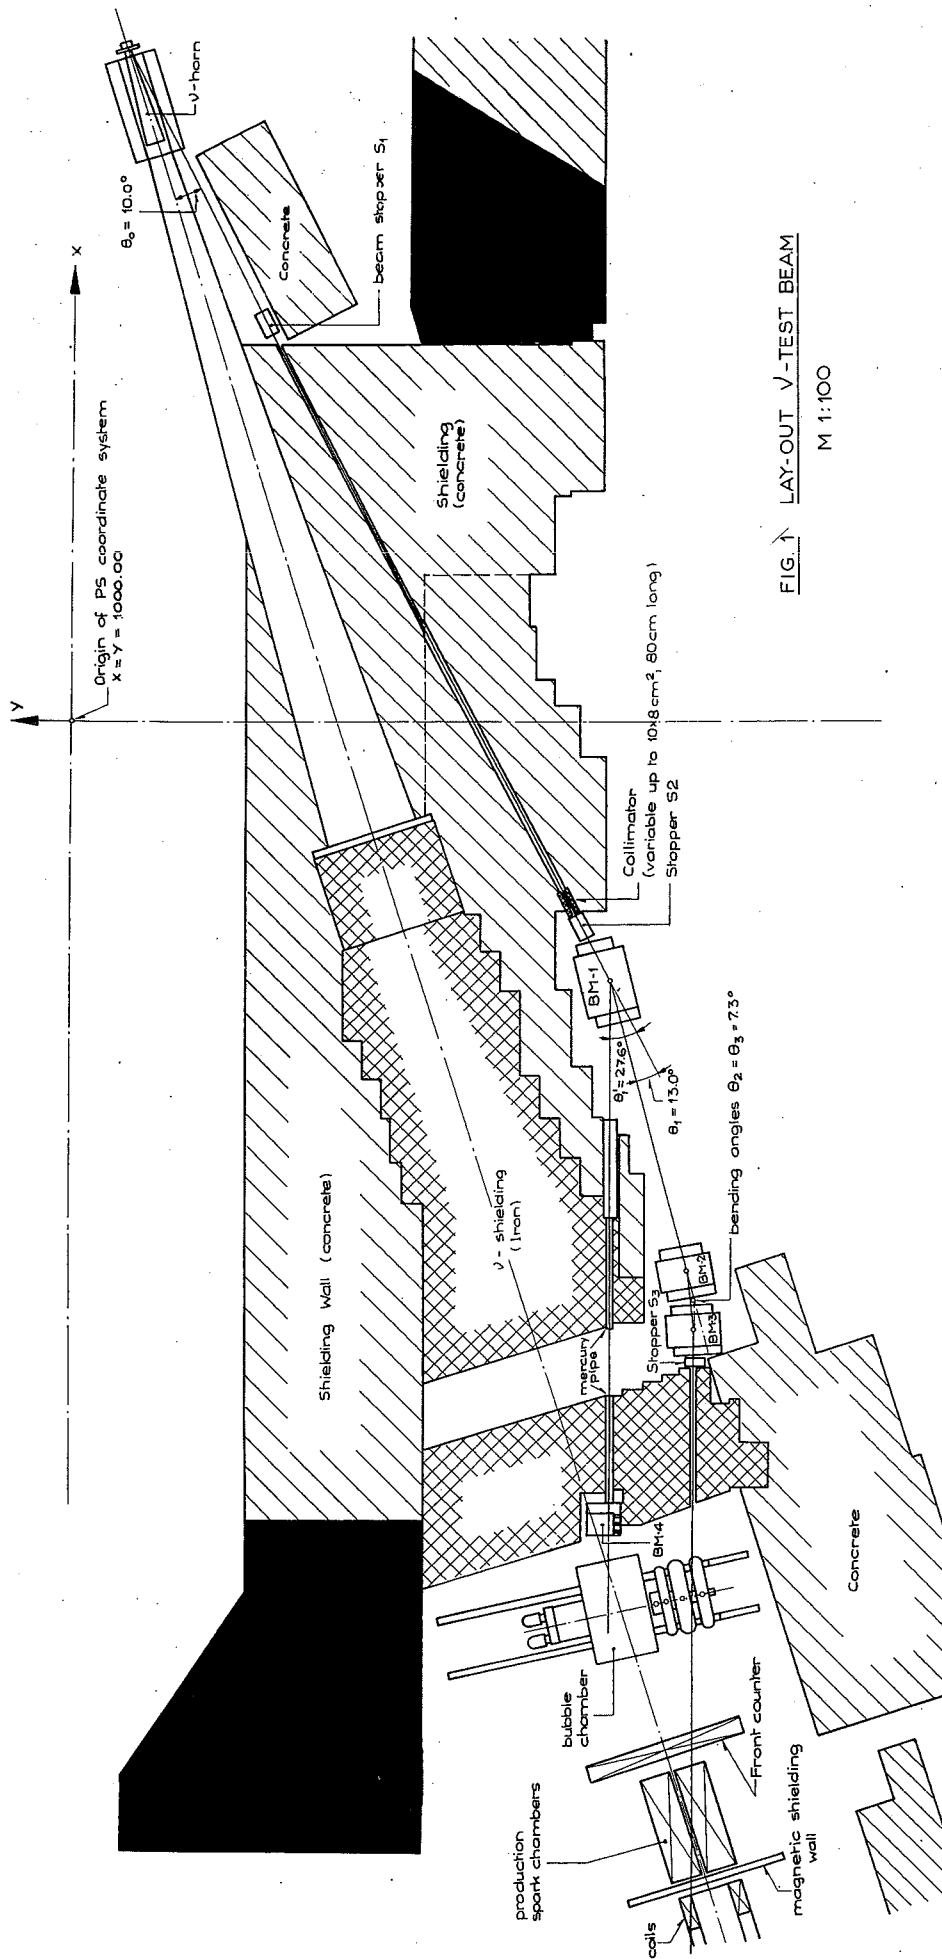 ν-horn
θ₀ = 10.0°
Concrete
beam stopper S₁
X
Y
Origin of PS coordinate system
X = Y = 1000.00
Shielding
(concrete)
FIG. 1 LAY-OUT ν-TEST BEAM
M 1:100
Collimator
(variable up to 10x8cm², 80cm long)
Stopper S2
BM-1
θ₁' = 27.6°
θ₁ = 13.0°
bending angles θ₂ = θ₃ = 7.3°
Shielding Wall (concrete)
ν - shielding
(Iron)
BM-2
BM-3
Stopper S₃
mercury
pipe
BM-4
Concrete
bubble
chamber
Front counter
production
spark chambers
magnetic shielding
wall
coils